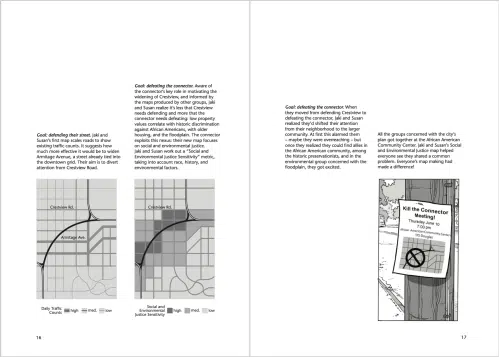 Goal: defeating the connector. Aware of
the connector's key role in motivating the
widening of Crestview, and informed by
the maps produced by other groups, Jaki
and Susan realize it's less that Crestview
needs defending and more that the
connector needs defeating: low property
values correlate with historic discrimination
against African Americans, with older
housing, and the floodplain. The connector
exploits this nexus: their new map focuses
on social and environmental justice.
Jaki and Susan work out a "Social and
Environmental Justice Sensitivity" metric,
taking into account race, history, and
environmental factors.
Goal: defending their street. Jaki and
Susan's first map scales roads to show
existing traffic counts. It suggests how
much more effective it would be to widen
Armitage Avenue, a street already tied into
the downtown grid. Their aim is to divert
attention from Crestview Road.
Crestview Rd.
Armitage Ave.
Crestview Rd.
Daily Traffic
Counts
high
med.
low
Social and
Environmental
Justice Sensitivity
high
med.
low
16
Goal: defeating the connector. When
they moved from defending Crestview to
defeating the connector, Jaki and Susan
realized they'd shifted their attention
from their neighborhood to the larger
community. At first this alarmed them
– maybe they were overreaching – but
once they realized they could find allies in
the African American community, among
the historic preservationists, and in the
environmental group concerned with the
floodplain, they got excited.
All the groups concerned with the city's
plan got together at the African American
Community Center. Jaki and Susan's Social
and Environmental Justice map helped
everyone see they shared a common
problem. Everyone's map making had
made a difference!
Kill the Connector
Meeting!
Thursday June 10
7:00 pm
17